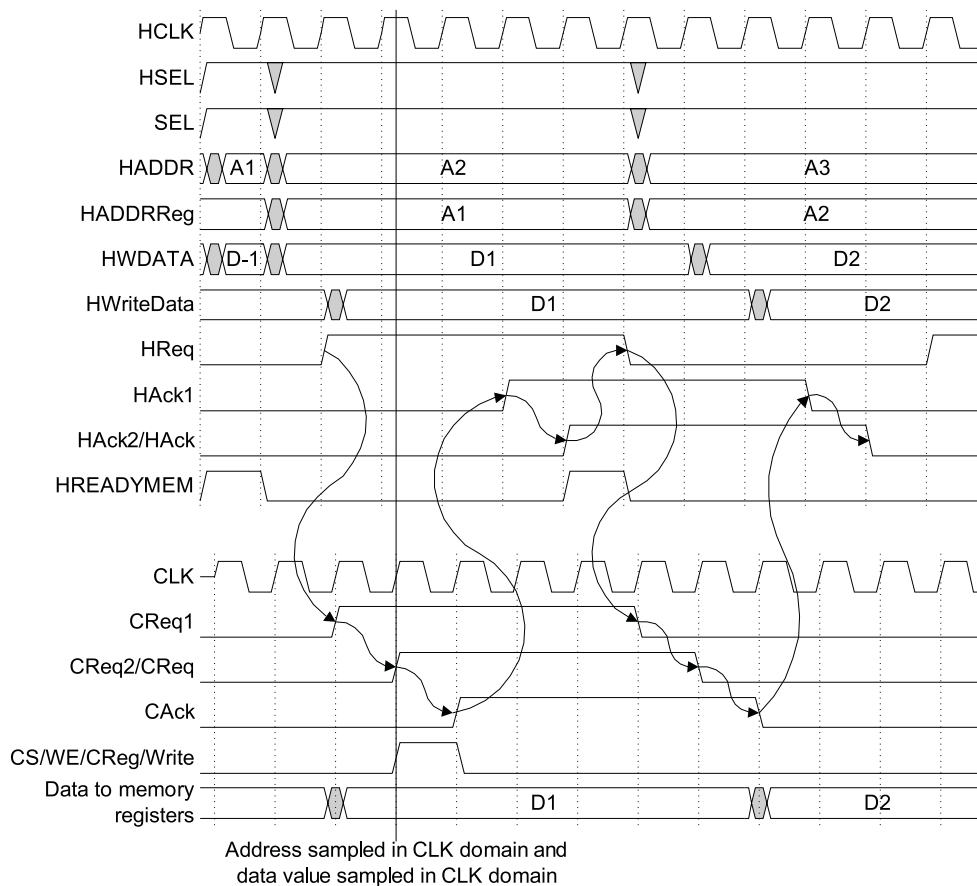 HCLK
HSEL
SEL
HADDR A1 A2 A3
HADDRReg A1 A2
HWDATA D-1 D1 D2
HWriteData D1 D2
HReq
HAck1
HAck2/HAck
HREADYMEM
CLK
CReq1
CReq2/CReq
CAck
CS/WE/CReg/Write
Data to memory
registers D1 D2
Address sampled in CLK domain and
data value sampled in CLK domain